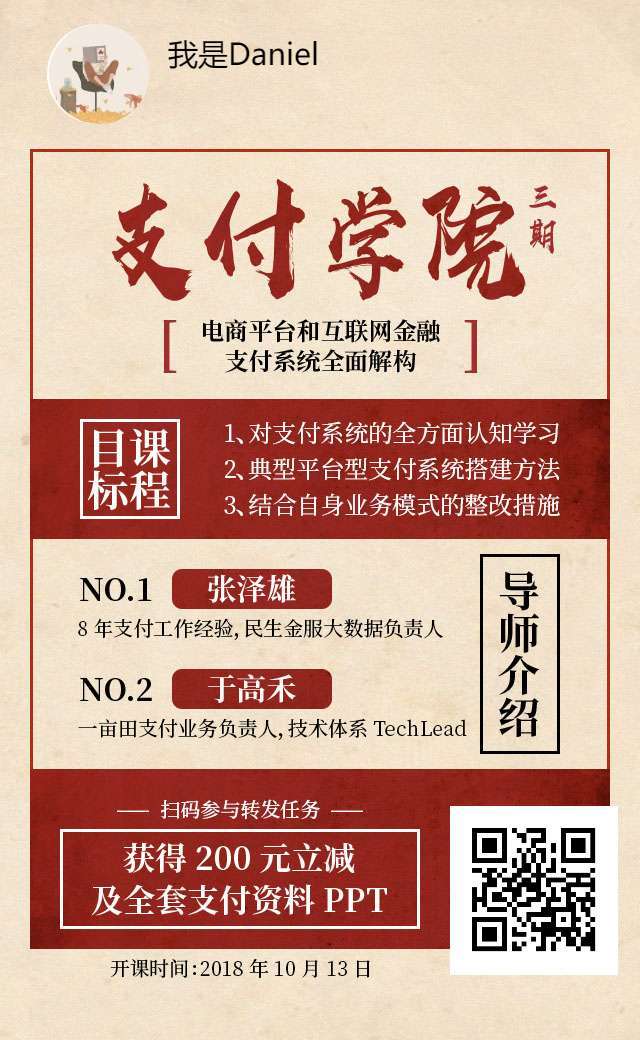 我是Daniel
支付学院
三期
[电商平台和互联网金融
支付系统全面解构]
课程
目标
1、对支付系统的全方面认知学习
2、典型平台型支付系统搭建方法
3、结合自身业务模式的整改措施
导师介绍
NO.1 张泽雄
8 年支付工作经验, 民生金服大数据负责人
NO.2 于高禾
一亩田支付业务负责人, 技术体系 TechLead
—— 扫码参与转发任务 ——
获得 200 元立减
及全套支付资料 PPT
开课时间:2018 年 10 月 13 日